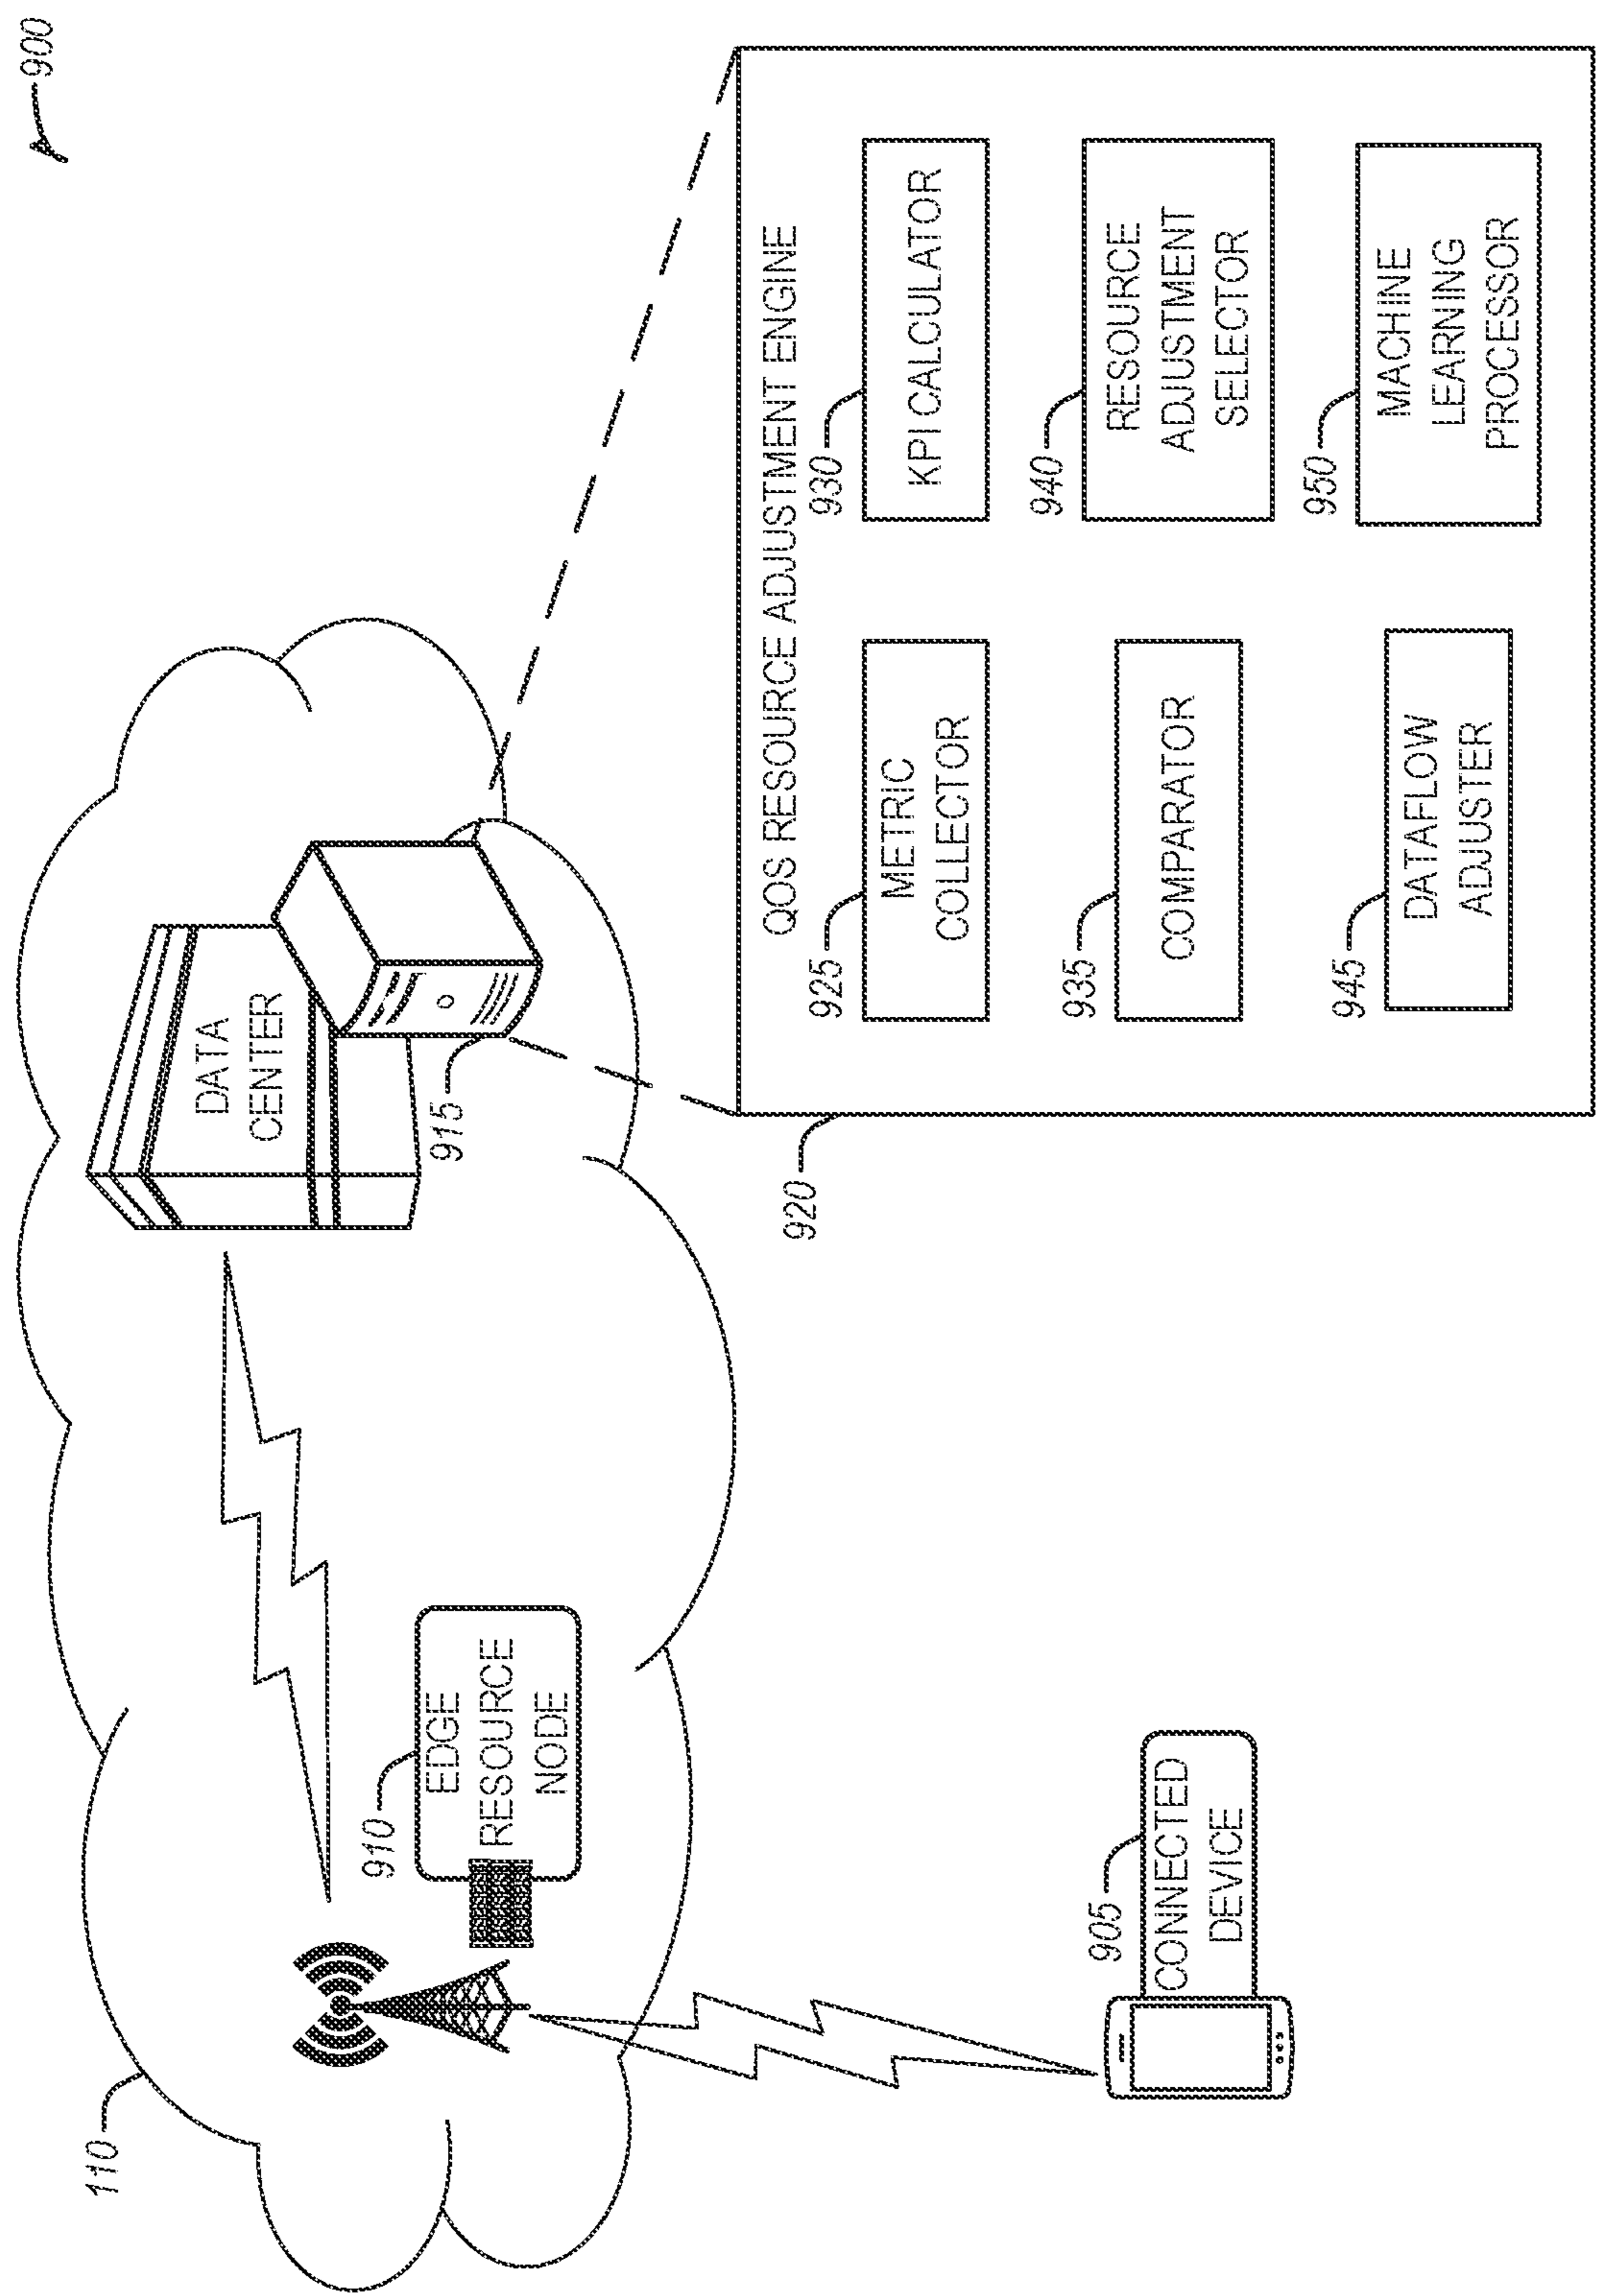 900
110
DATA
CENTER
915
910
EDGE
RESOURCE
NODE
905
CONNECTED
DEVICE
920
QOS RESOURCE ADJUSTMENT ENGINE
925
METRIC
COLLECTOR
930
KPI CALCULATOR
935
COMPARATOR
940
RESOURCE
ADJUSTMENT
SELECTOR
945
DATAFLOW
ADJUSTER
950
MACHINE
LEARNING
PROCESSOR